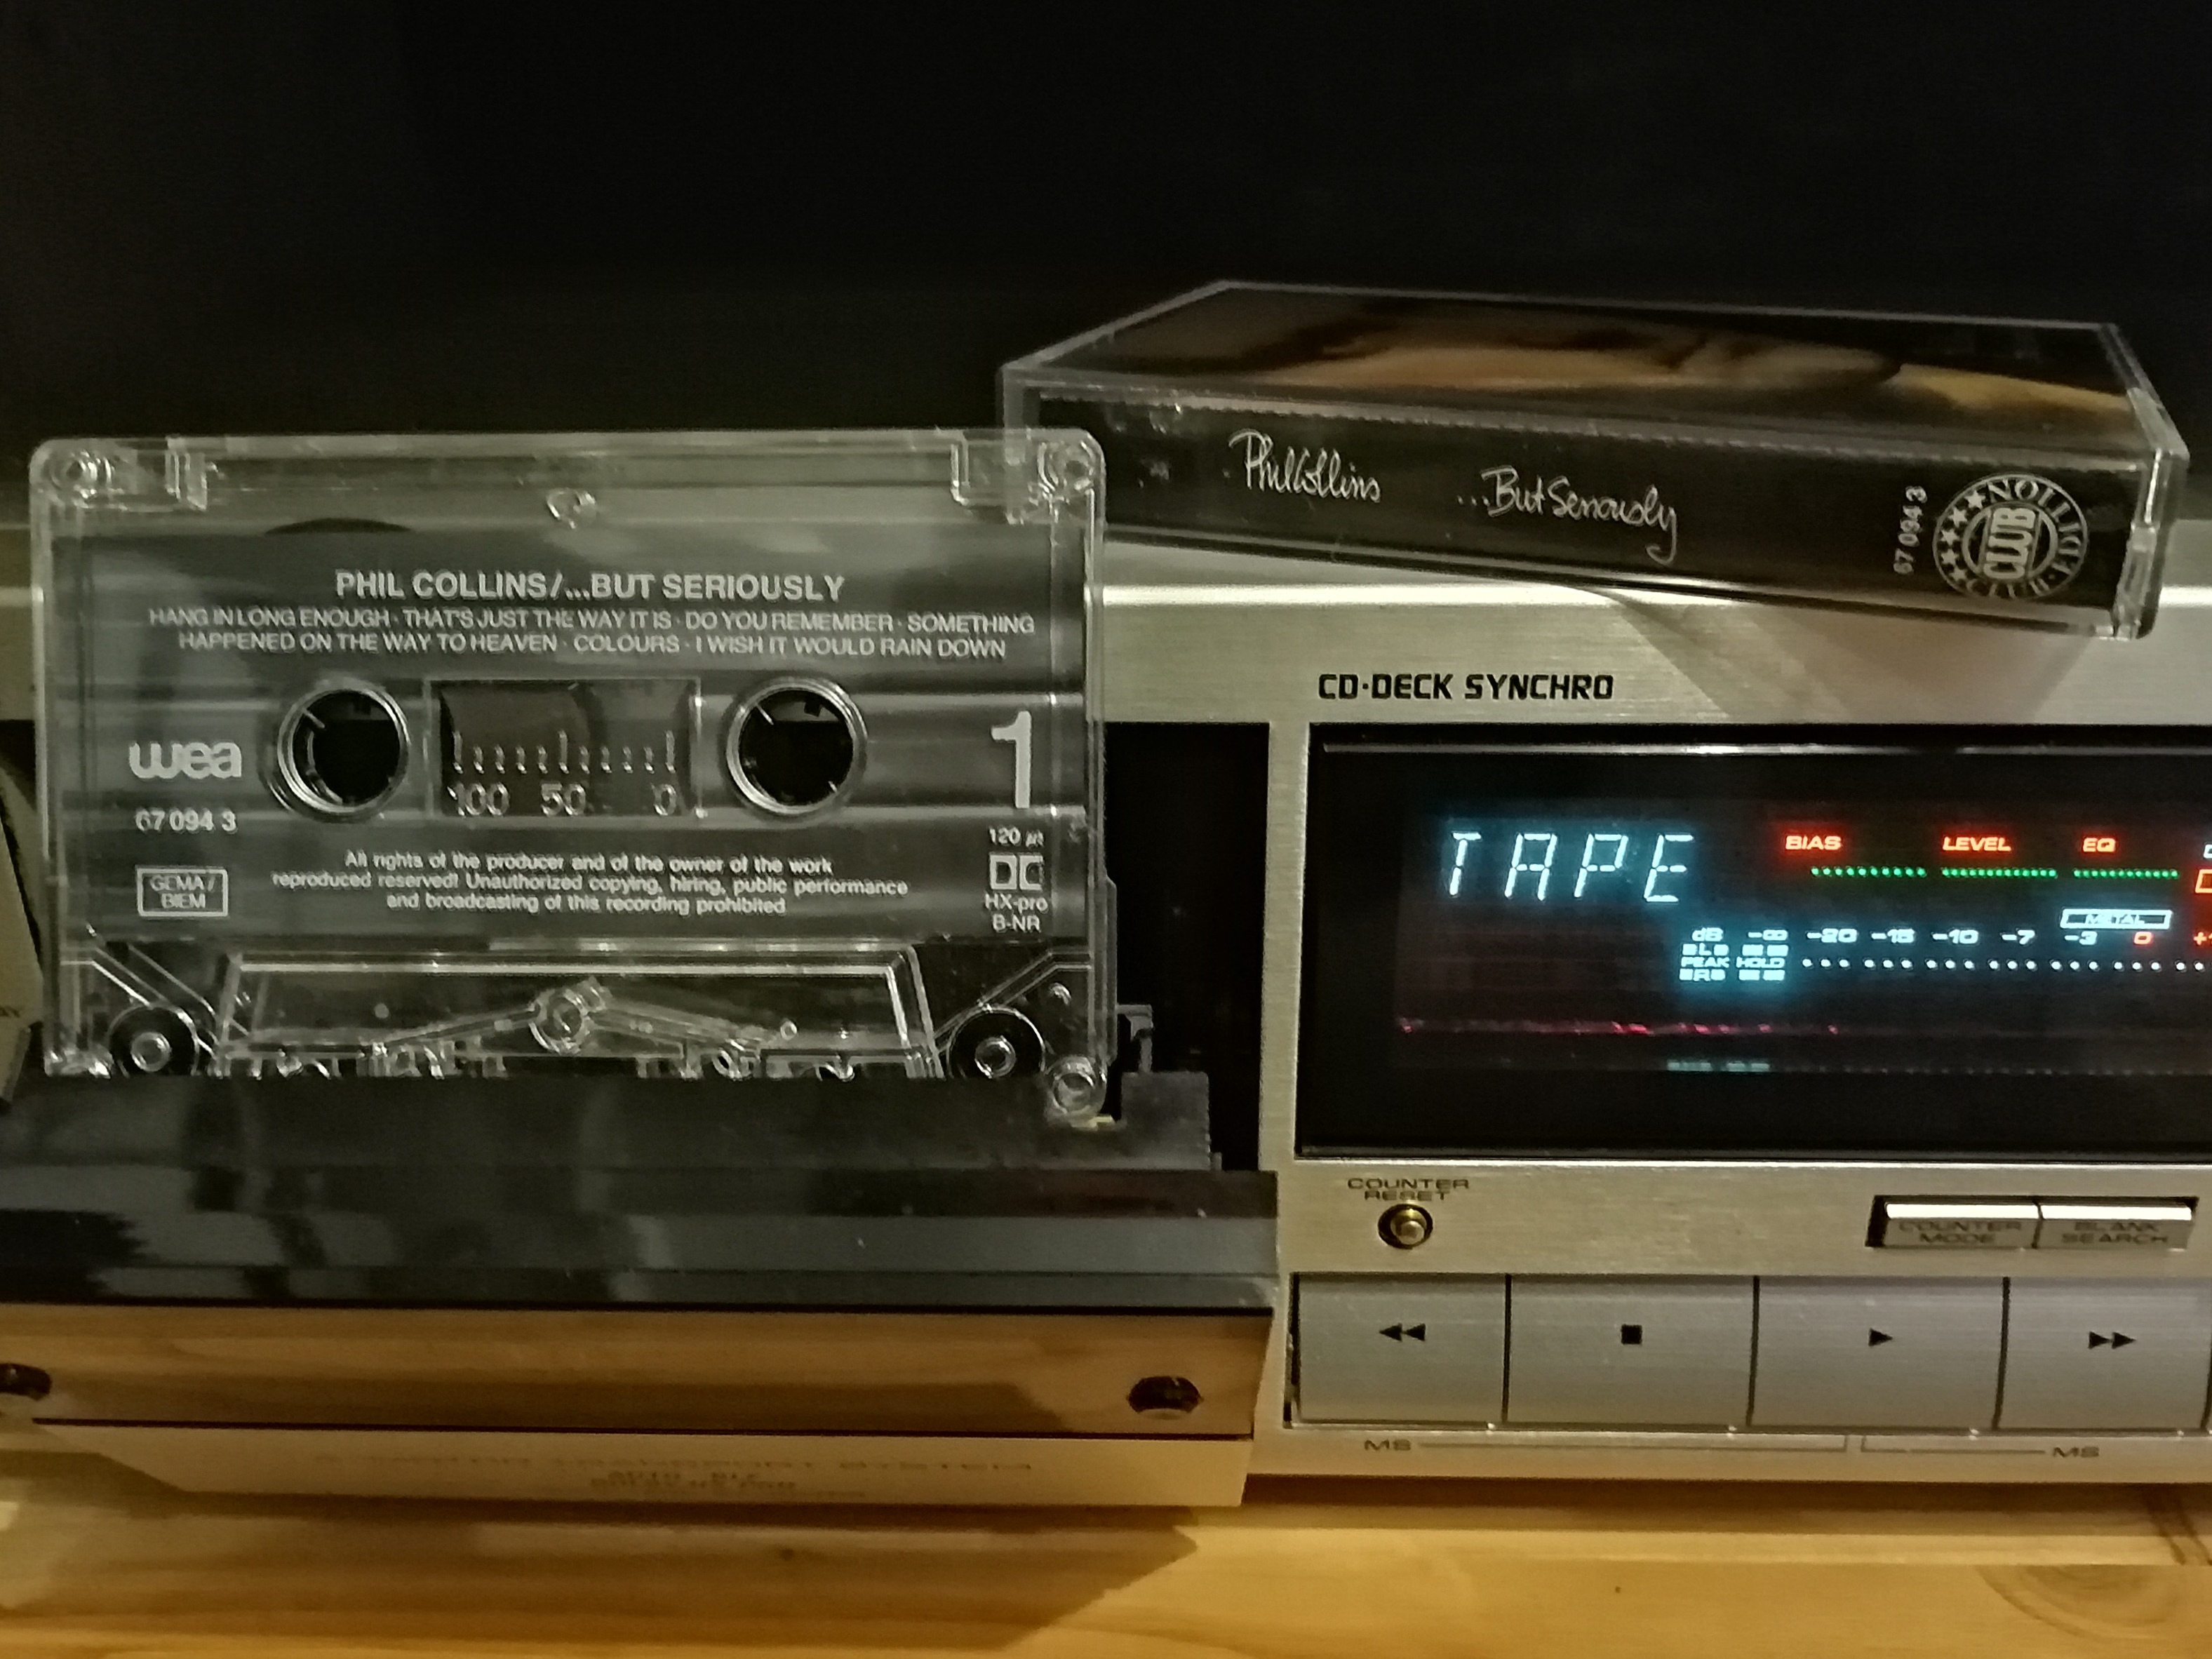 PHIL COLLINS/...BUT SERIOUSLY
HANG IN LONG ENOUGH · THAT'S JUST THE WAY IT IS · DO YOU REMEMBER · SOMETHING
HAPPENED ON THE WAY TO HEAVEN · COLOURS · I WISH IT WOULD RAIN DOWN
wea
67 094 3
100 50 0
1
GEMA/
BIEM
All rights of the producer and of the owner of the work
reproduced reserved! Unauthorized copying, hiring, public performance
and broadcasting of this recording prohibited
120 µs
HX-pro
B-NR
Phil Collins ...But Seriously
67 094 3
CLUB EDITION
CLUB
CD·DECK SYNCHRO
TAPE
BIAS LEVEL EQ
METAL
dB -∞ -20 -15 -10 -7 -3 0
L
PEAK HOLD
R
COUNTER
RESET
COUNTER
MODE
BLANK
SEARCH
MS
MS